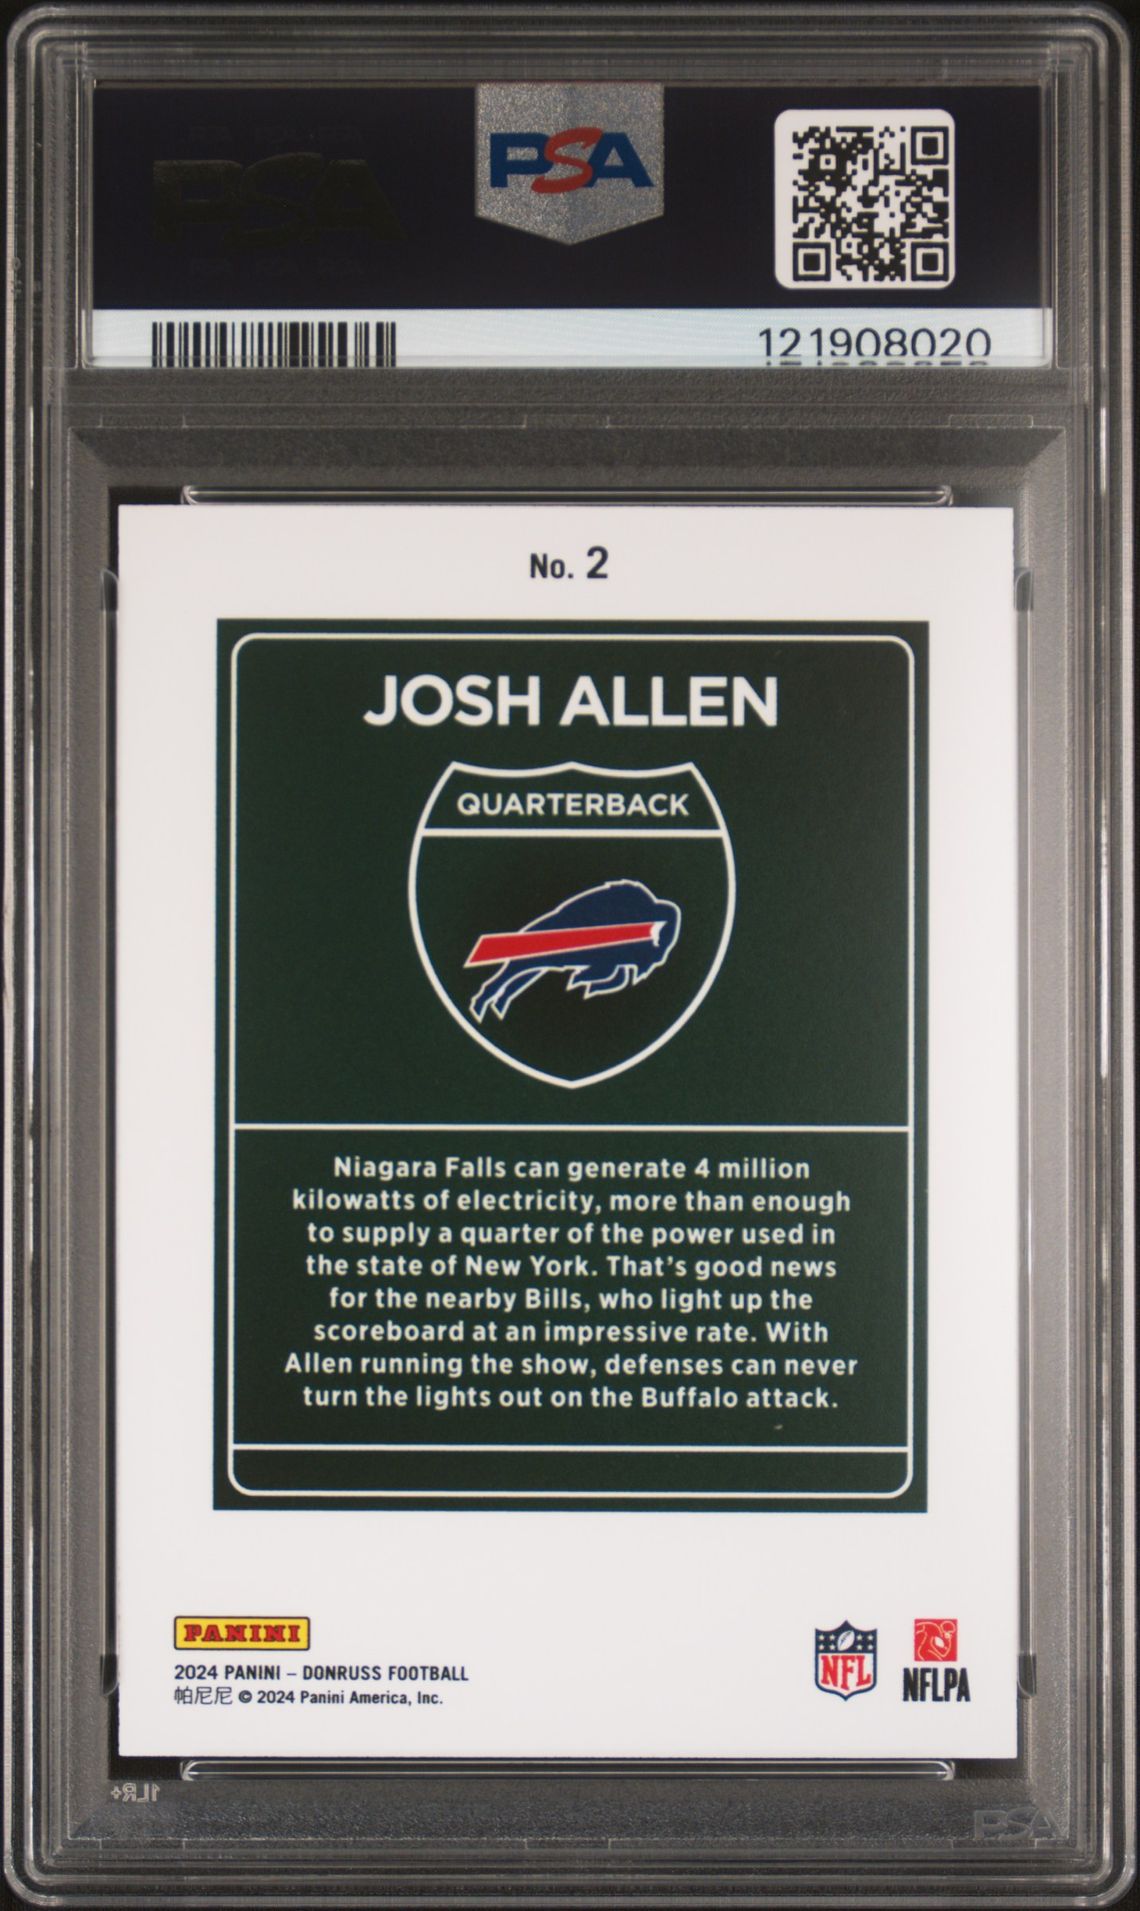 PSA
PSA
121908020
No. 2
JOSH ALLEN
QUARTERBACK
Niagara Falls can generate 4 million
kilowatts of electricity, more than enough
to supply a quarter of the power used in
the state of New York. That's good news
for the nearby Bills, who light up the
scoreboard at an impressive rate. With
Allen running the show, defenses can never
turn the lights out on the Buffalo attack.
PANINI
2024 PANINI – DONRUSS FOOTBALL
帕尼尼 © 2024 Panini America, Inc.
NFL
NFLPA
1LR+
PSA